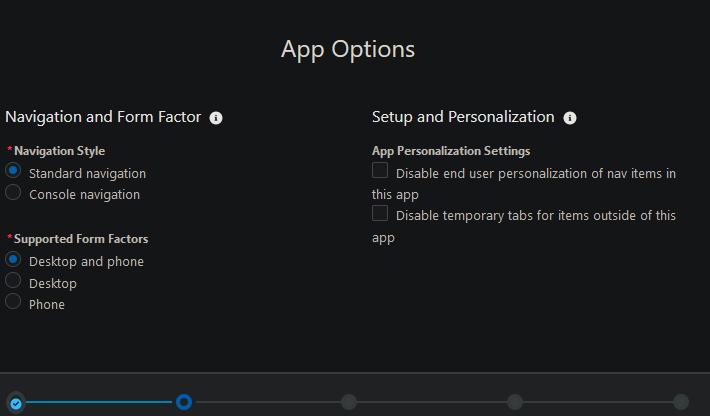 App Options
Navigation and Form Factor
*Navigation Style
Standard navigation
Console navigation
*Supported Form Factors
Desktop and phone
Desktop
Phone
Setup and Personalization
App Personalization Settings
Disable end user personalization of nav items in
this app
Disable temporary tabs for items outside of this
app